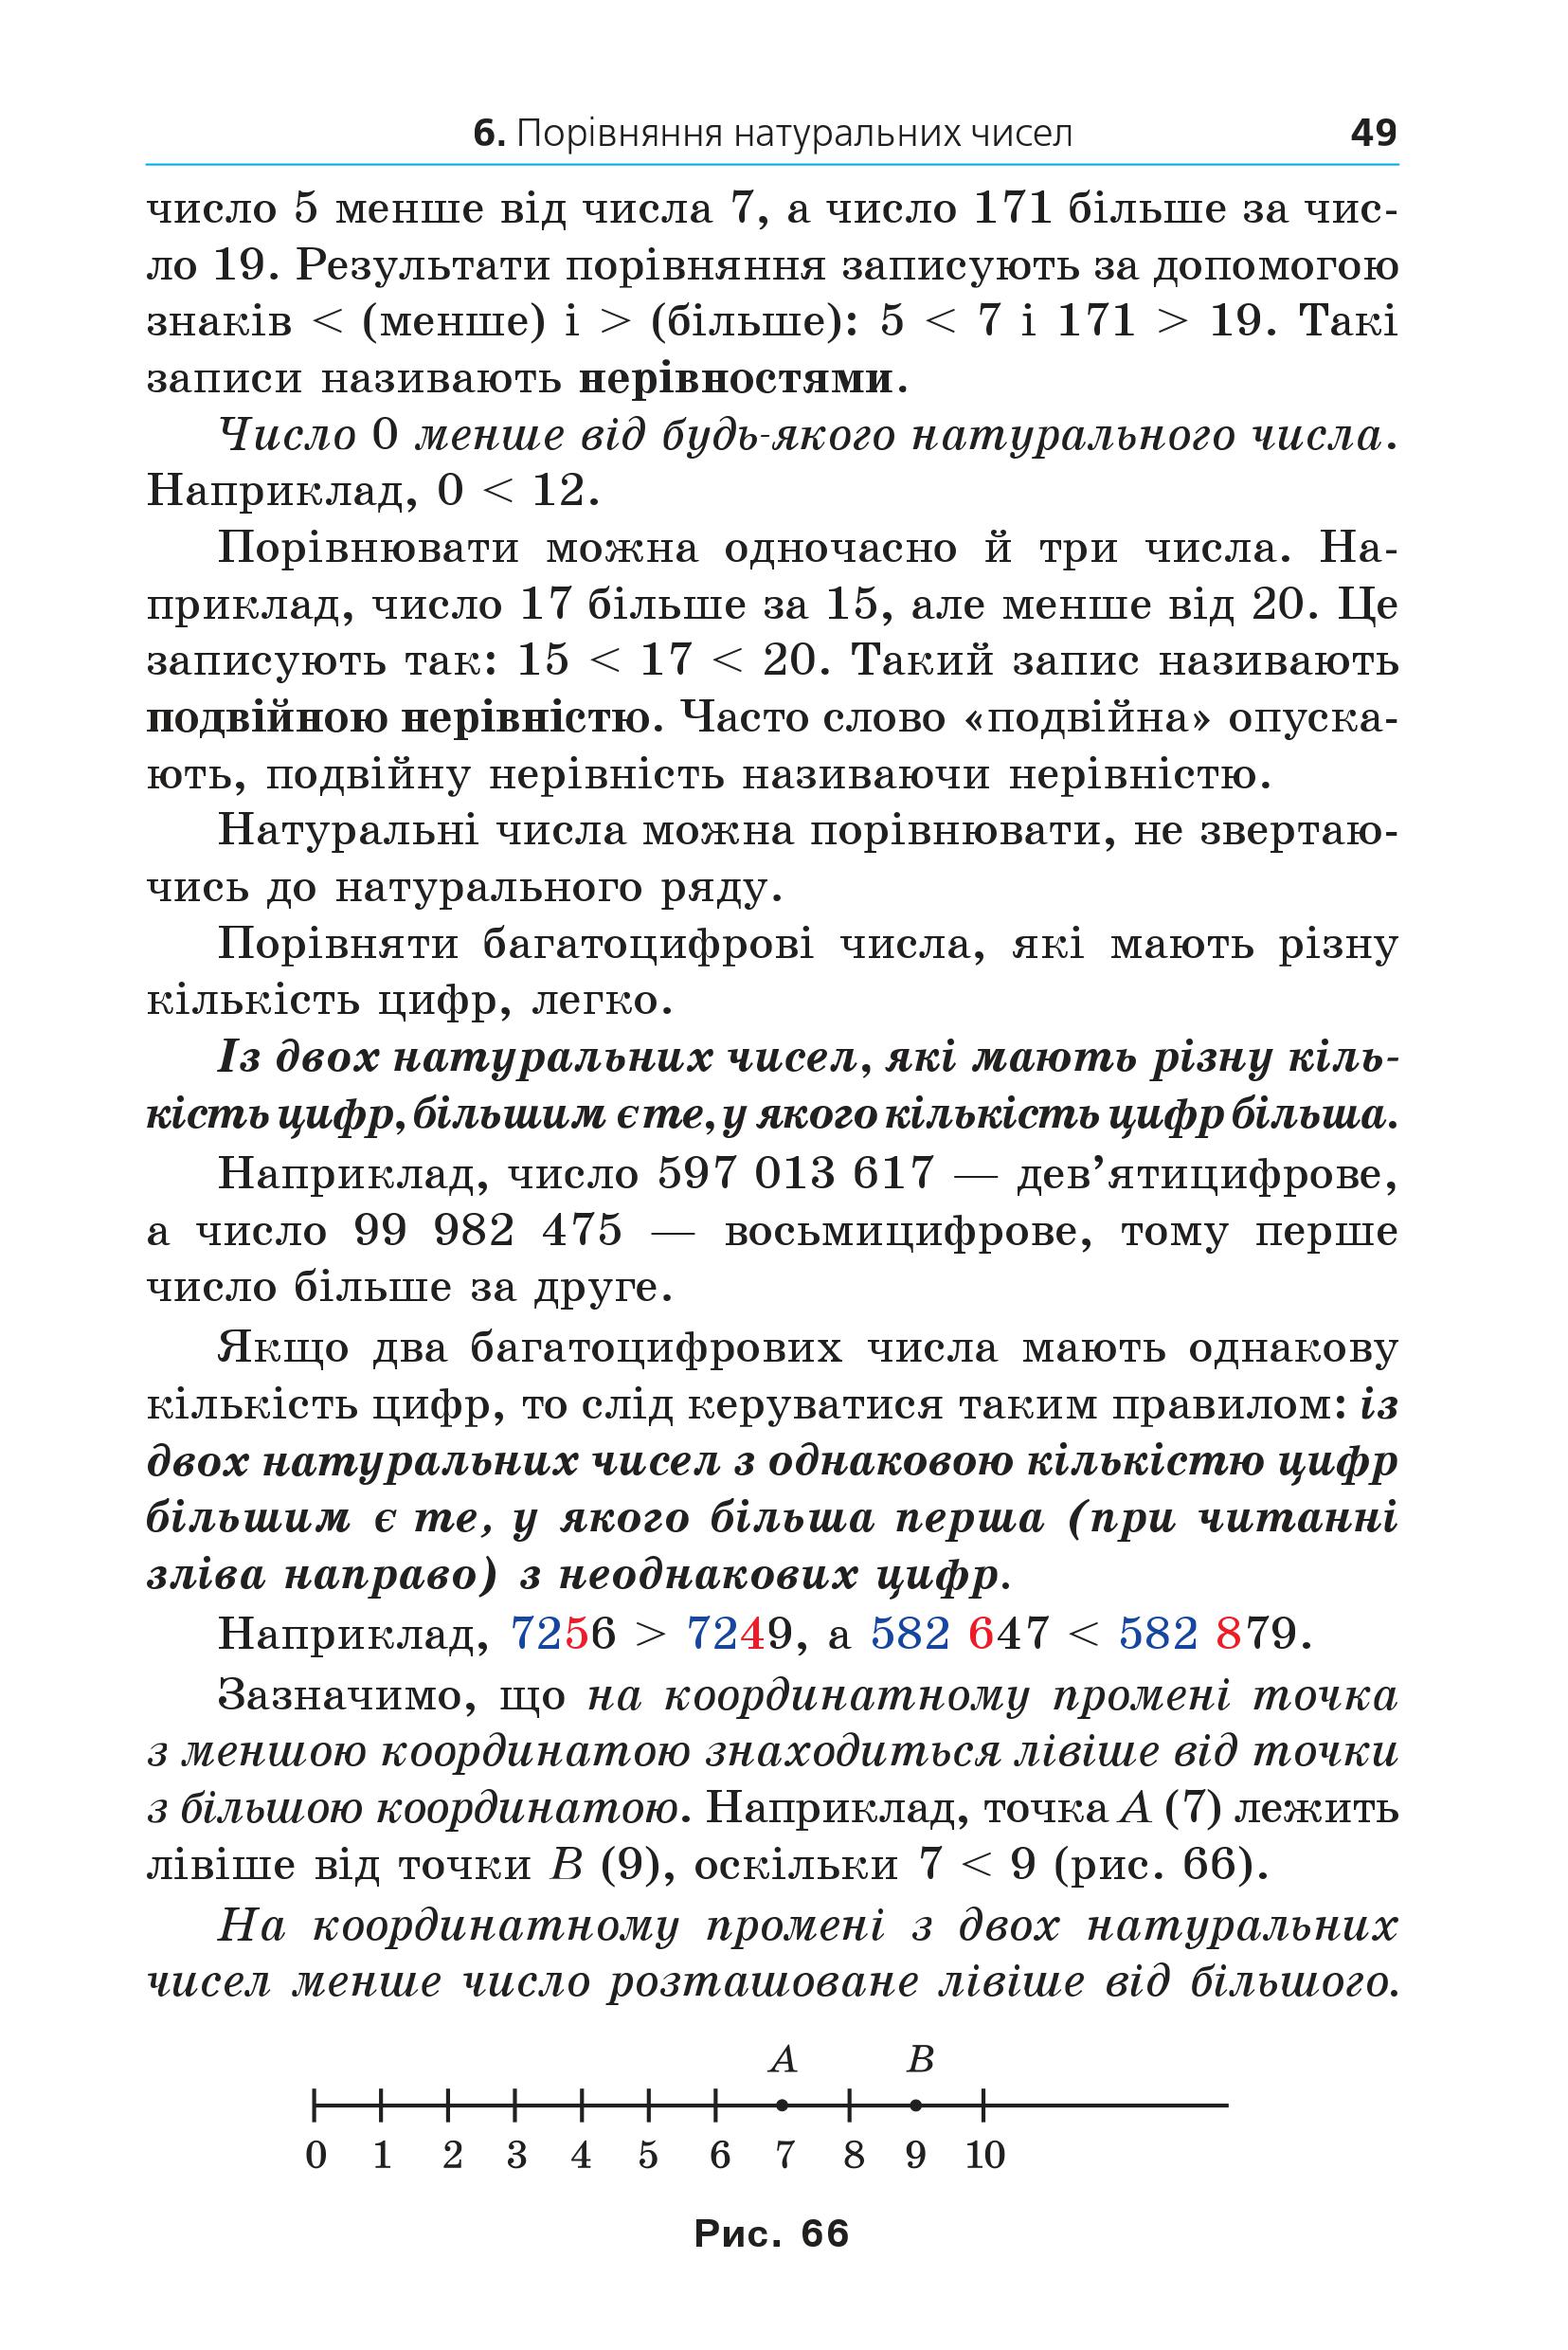 6. Порівняння натуральних чисел 49
число 5 менше від числа 7, а число 171 більше за чис-
ло 19. Результати порівняння записують за допомогою
знаків < (менше) і > (більше): 5 < 7 і 171 > 19. Такі
записи називають нерівностями.
Число 0 менше від будь-якого натурального числа.
Наприклад, 0 < 12.
Порівнювати можна одночасно й три числа. На-
приклад, число 17 більше за 15, але менше від 20. Це
записують так: 15 < 17 < 20. Такий запис називають
подвійною нерівністю. Часто слово «подвійна» опуска-
ють, подвійну нерівність називаючи нерівністю.
Натуральні числа можна порівнювати, не звертаю-
чись до натурального ряду.
Порівняти багатоцифрові числа, які мають різну
кількість цифр, легко.
Із двох натуральних чисел, які мають різну кіль-
кість цифр, більшим є те, у якого кількість цифр більша.
Наприклад, число 597 013 617 — дев’ятицифрове,
а число 99 982 475 — восьмицифрове, тому перше
число більше за друге.
Якщо два багатоцифрових числа мають однакову
кількість цифр, то слід керуватися таким правилом: із
двох натуральних чисел з однаковою кількістю цифр
більшим є те, у якого більша перша (при читанні
зліва направо) з неоднакових цифр.
Наприклад, 7256 > 7249, а 582 647 < 582 879.
Зазначимо, що на координатному промені точка
з меншою координатою знаходиться лівіше від точки
з більшою координатою. Наприклад, точка A (7) лежить
лівіше від точки B (9), оскільки 7 < 9 (рис. 66).
На координатному промені з двох натуральних
чисел менше число розташоване лівіше від більшого.
A B
0 1 2 3 4 5 6 7 8 9 10
Рис. 66